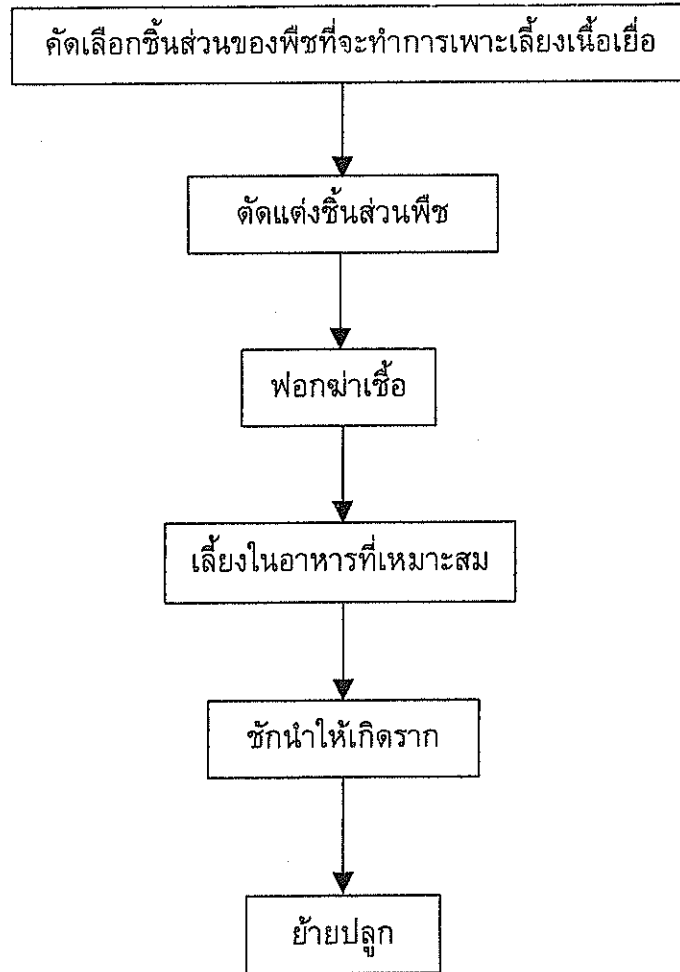 คัดเลือกชิ้นส่วนของพืชที่จะทำการเพาะเลี้ยงเนื้อเยื่อ
ตัดแต่งชิ้นส่วนพืช
ฟอกฆ่าเชื้อ
เลี้ยงในอาหารที่เหมาะสม
ชักนำให้เกิดราก
ย้ายปลูก